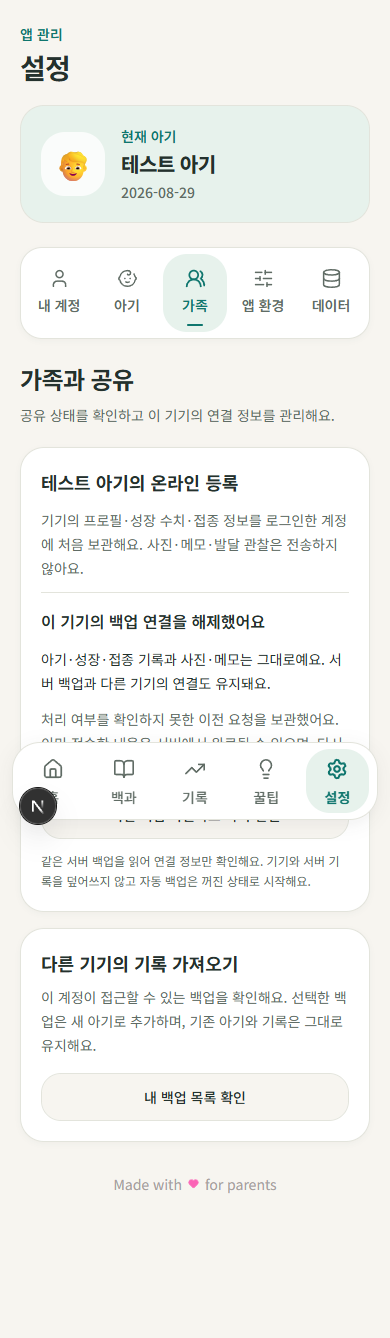 앱 관리
설정
현재 아기
테스트 아기
2026-08-29
내 계정
아기
가족
앱 환경
데이터
가족과 공유
공유 상태를 확인하고 이 기기의 연결 정보를 관리해요.
테스트 아기의 온라인 등록
기기의 프로필·성장 수치·접종 정보를 로그인한 계정
에 처음 보관해요. 사진·메모·발달 관찰은 전송하지
않아요.
이 기기의 백업 연결을 해제했어요
아기·성장·접종 기록과 사진·메모는 그대로예요. 서
버 백업과 다른 기기의 연결도 유지돼요.
처리 여부를 확인하지 못한 이전 요청을 보관했어요.
백과
기록
꿀팁
설정
N
같은 서버 백업을 읽어 연결 정보만 확인해요. 기기와 서버 기
록을 덮어쓰지 않고 자동 백업은 꺼진 상태로 시작해요.
다른 기기의 기록 가져오기
이 계정이 접근할 수 있는 백업을 확인해요. 선택한 백
업은 새 아기로 추가하며, 기존 아기와 기록은 그대로
유지해요.
내 백업 목록 확인
Made with for parents